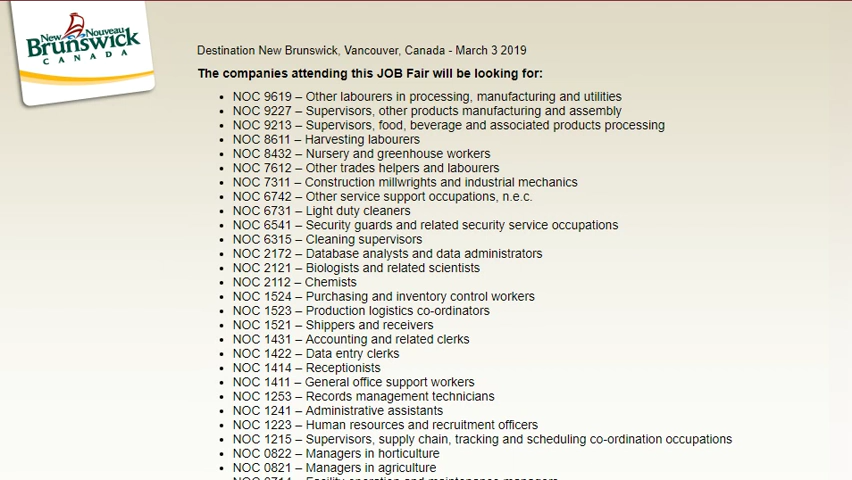 New Nouveau
Brunswick
CANADA
Destination New Brunswick, Vancouver, Canada - March 3 2019
The companies attending this JOB Fair will be looking for:
• NOC 9619 – Other labourers in processing, manufacturing and utilities
• NOC 9227 – Supervisors, other products manufacturing and assembly
• NOC 9213 – Supervisors, food, beverage and associated products processing
• NOC 8611 – Harvesting labourers
• NOC 8432 – Nursery and greenhouse workers
• NOC 7612 – Other trades helpers and labourers
• NOC 7311 – Construction millwrights and industrial mechanics
• NOC 6742 – Other service support occupations, n.e.c.
• NOC 6731 – Light duty cleaners
• NOC 6541 – Security guards and related security service occupations
• NOC 6315 – Cleaning supervisors
• NOC 2172 – Database analysts and data administrators
• NOC 2121 – Biologists and related scientists
• NOC 2112 – Chemists
• NOC 1524 – Purchasing and inventory control workers
• NOC 1523 – Production logistics co-ordinators
• NOC 1521 – Shippers and receivers
• NOC 1431 – Accounting and related clerks
• NOC 1422 – Data entry clerks
• NOC 1414 – Receptionists
• NOC 1411 – General office support workers
• NOC 1253 – Records management technicians
• NOC 1241 – Administrative assistants
• NOC 1223 – Human resources and recruitment officers
• NOC 1215 – Supervisors, supply chain, tracking and scheduling co-ordination occupations
• NOC 0822 – Managers in horticulture
• NOC 0821 – Managers in agriculture
• NOC 0714 – Facility operation and maintenance managers